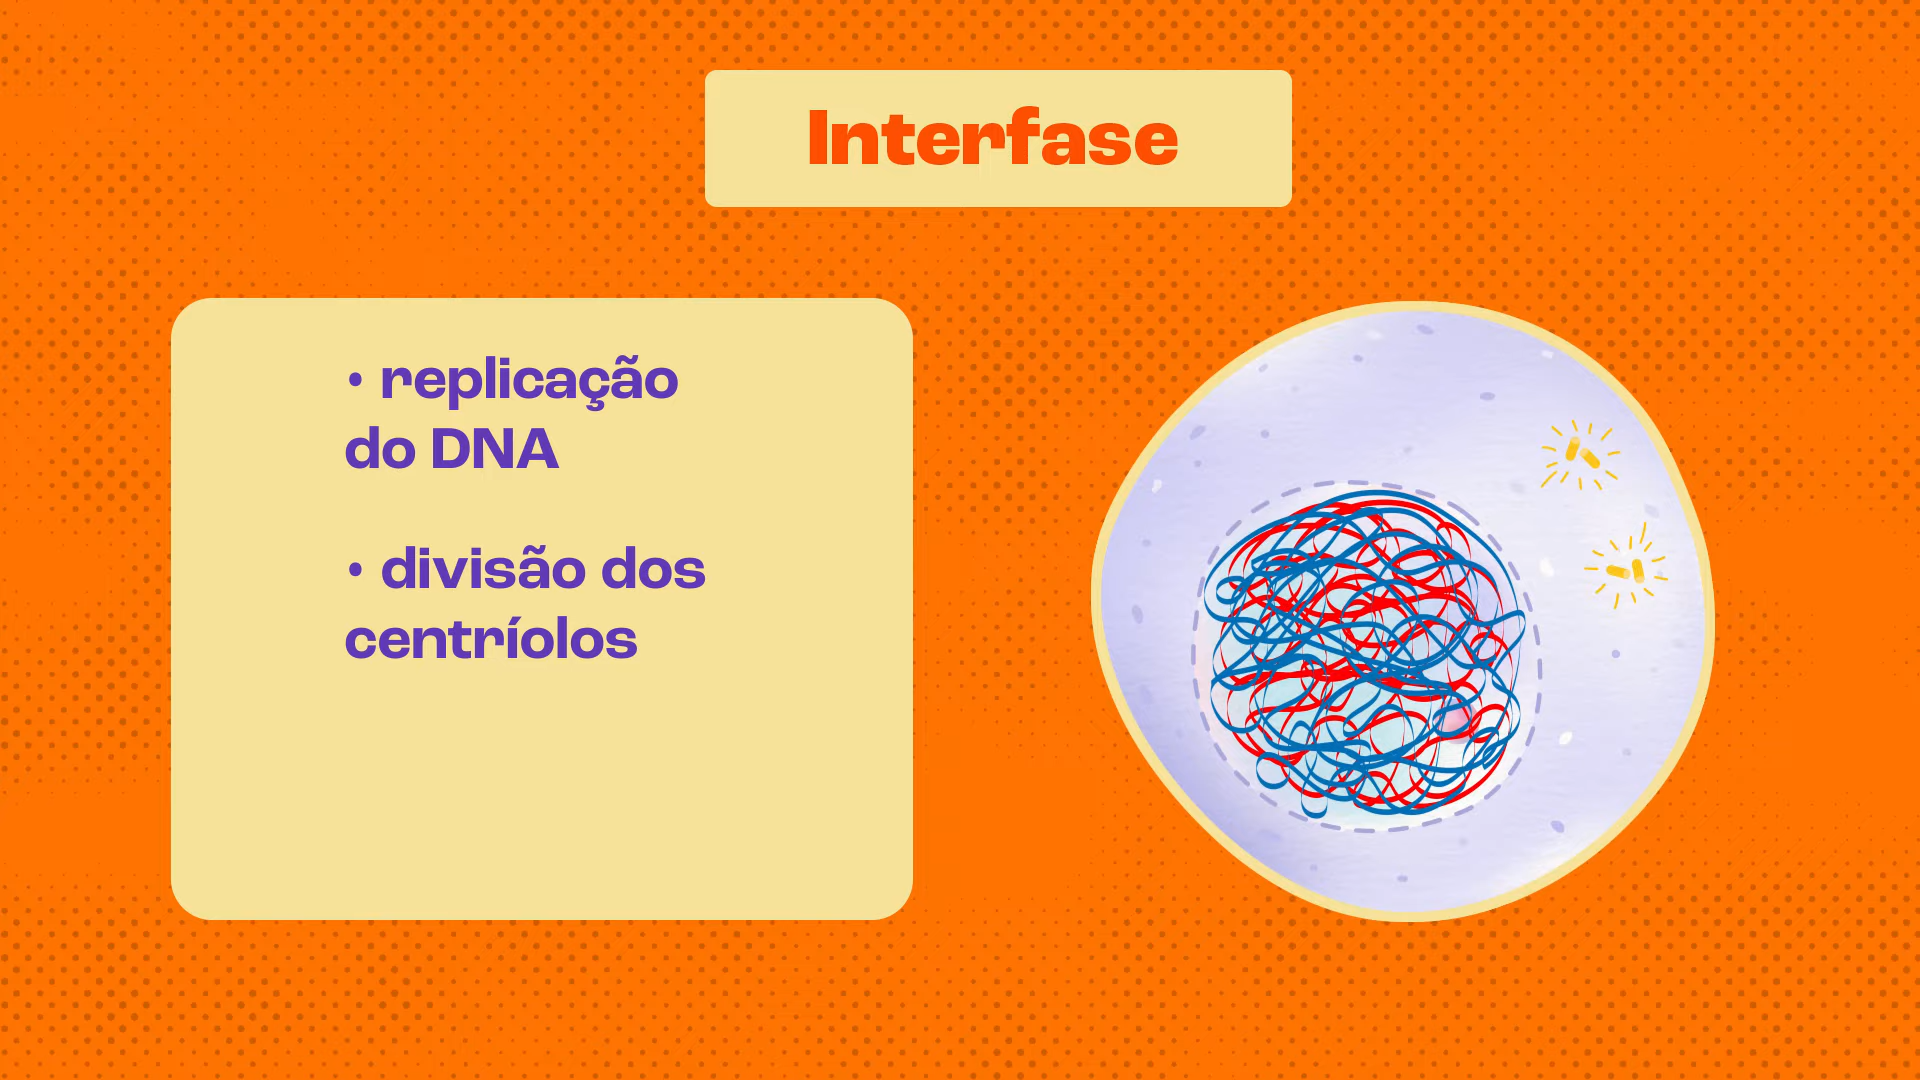 Interfase
• replicação
do DNA
• divisão dos
centríolos